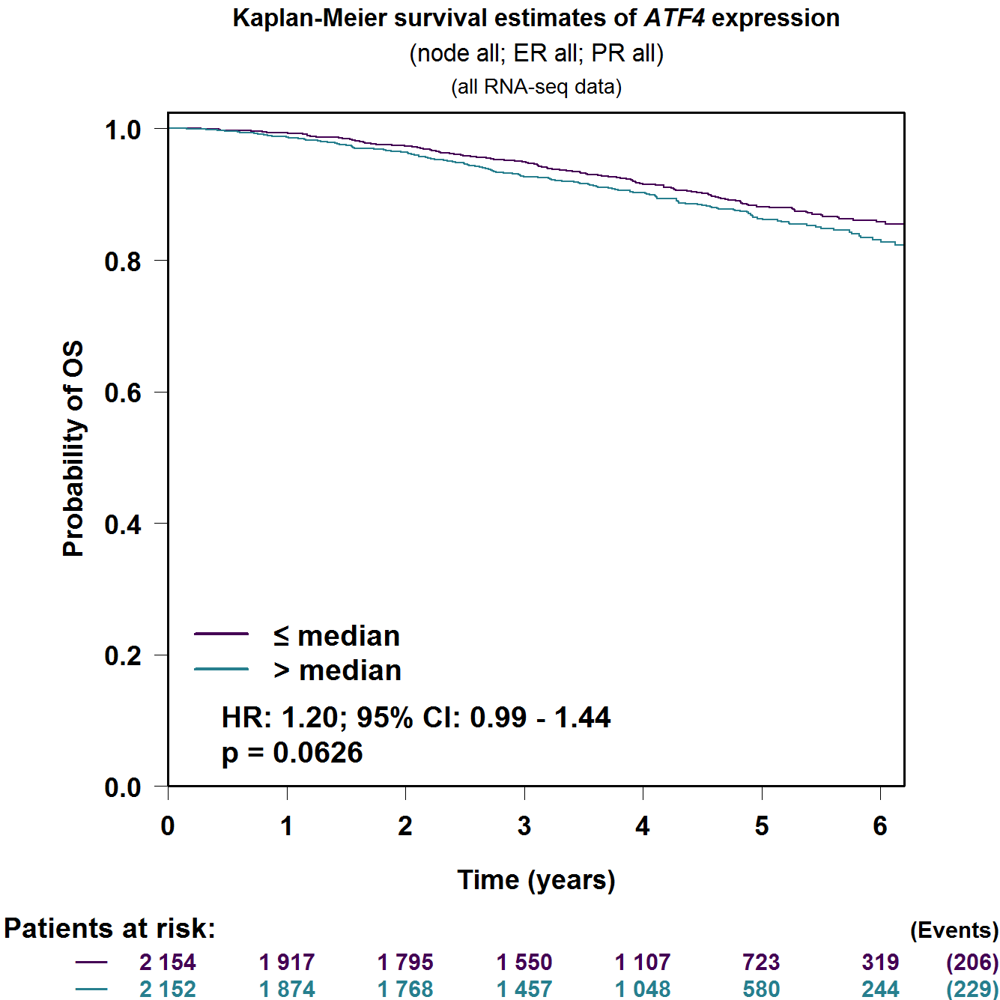 Kaplan-Meier survival estimates of ATF4 expression
(node all; ER all; PR all)
(all RNA-seq data)
1.0
0.8
0.6
0.4
0.2
0.0
Probability of OS
≤ median
> median
HR: 1.20; 95% CI: 0.99 - 1.44
p = 0.0626
0 1 2 3 4 5 6
Time (years)
Patients at risk: (Events)
2 154 1 917 1 795 1 550 1 107 723 319 (206)
2 152 1 874 1 768 1 457 1 048 580 244 (229)